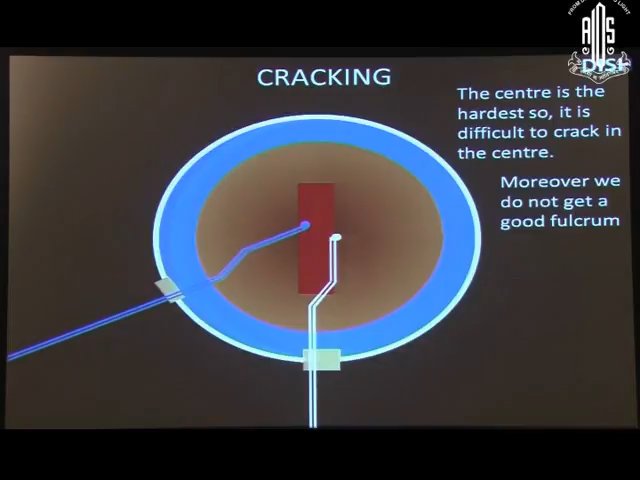 CRACKING
The centre is the
hardest so, it is
difficult to crack in
the centre.
Moreover we
do not get a
good fulcrum